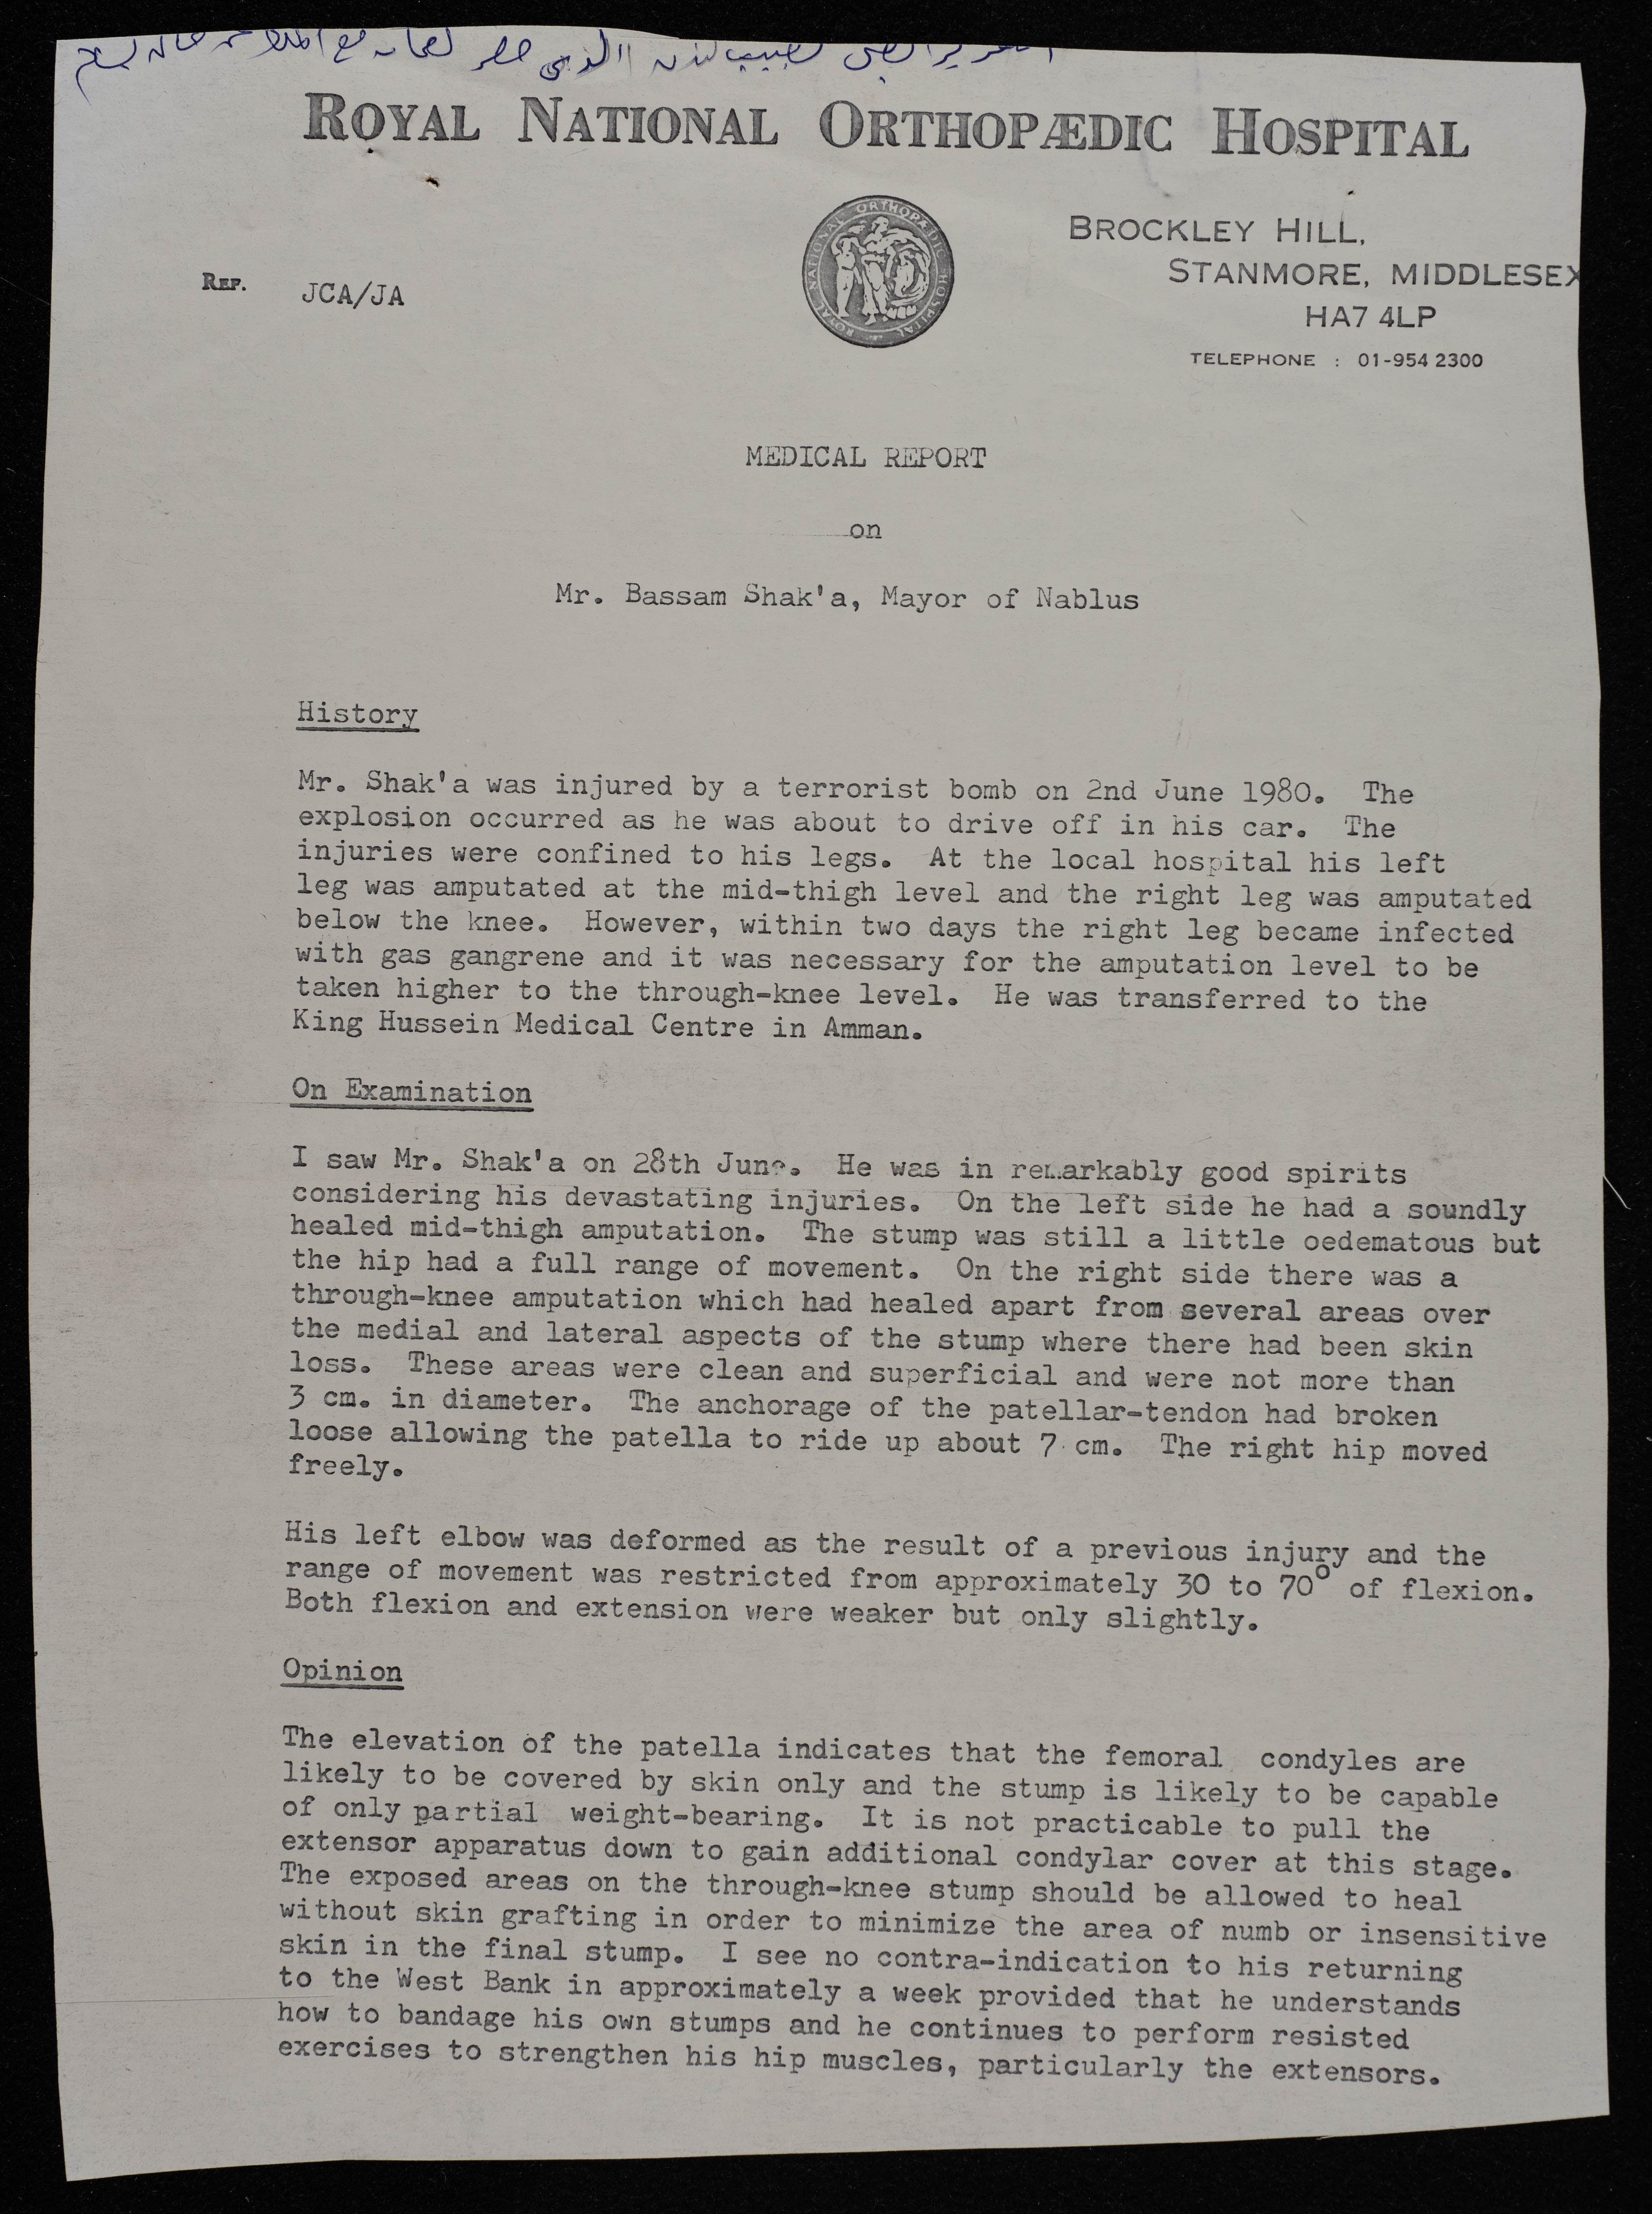 ROYAL NATIONAL ORTHOPÆDIC HOSPITAL
ROYAL NATIONAL ORTHOPÆDIC HOSPITAL
BROCKLEY HILL,
STANMORE, MIDDLESEX
HA7 4LP
TELEPHONE : 01-954 2300
REF. JCA/JA
MEDICAL REPORT
on
Mr. Bassam Shak'a, Mayor of Nablus
History
Mr. Shak'a was injured by a terrorist bomb on 2nd June 1980. The
explosion occurred as he was about to drive off in his car. The
injuries were confined to his legs. At the local hospital his left
leg was amputated at the mid-thigh level and the right leg was amputated
below the knee. However, within two days the right leg became infected
with gas gangrene and it was necessary for the amputation level to be
taken higher to the through-knee level. He was transferred to the
King Hussein Medical Centre in Amman.
On Examination
I saw Mr. Shak'a on 28th June. He was in remarkably good spirits
considering his devastating injuries. On the left side he had a soundly
healed mid-thigh amputation. The stump was still a little oedematous but
the hip had a full range of movement. On the right side there was a
through-knee amputation which had healed apart from several areas over
the medial and lateral aspects of the stump where there had been skin
loss. These areas were clean and superficial and were not more than
3 cm. in diameter. The anchorage of the patellar-tendon had broken
loose allowing the patella to ride up about 7 cm. The right hip moved
freely.
His left elbow was deformed as the result of a previous injury and the
range of movement was restricted from approximately 30 to 70° of flexion.
Both flexion and extension were weaker but only slightly.
Opinion
The elevation of the patella indicates that the femoral condyles are
likely to be covered by skin only and the stump is likely to be capable
of only partial weight-bearing. It is not practicable to pull the
extensor apparatus down to gain additional condylar cover at this stage.
The exposed areas on the through-knee stump should be allowed to heal
without skin grafting in order to minimize the area of numb or insensitive
skin in the final stump. I see no contra-indication to his returning
to the West Bank in approximately a week provided that he understands
how to bandage his own stumps and he continues to perform resisted
exercises to strengthen his hip muscles, particularly the extensors.